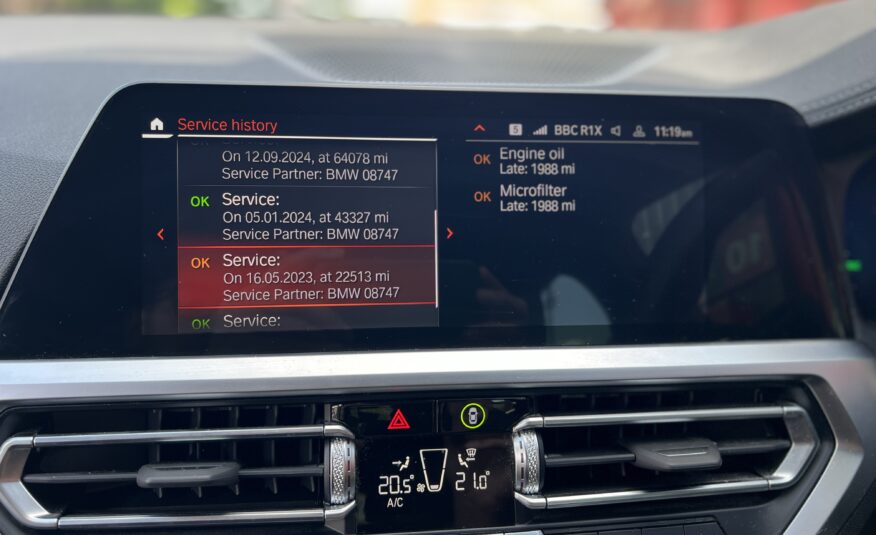 Service history
5 BBC R1X 11:19am
On 12.09.2024, at 64078 mi
Service Partner: BMW 08747
OK Service:
On 05.01.2024, at 43327 mi
Service Partner: BMW 08747
OK Service:
On 16.05.2023, at 22513 mi
Service Partner: BMW 08747
OK Service:
OK Engine oil
Late: 1988 mi
OK Microfilter
Late: 1988 mi
20.5° 21.0°
A/C